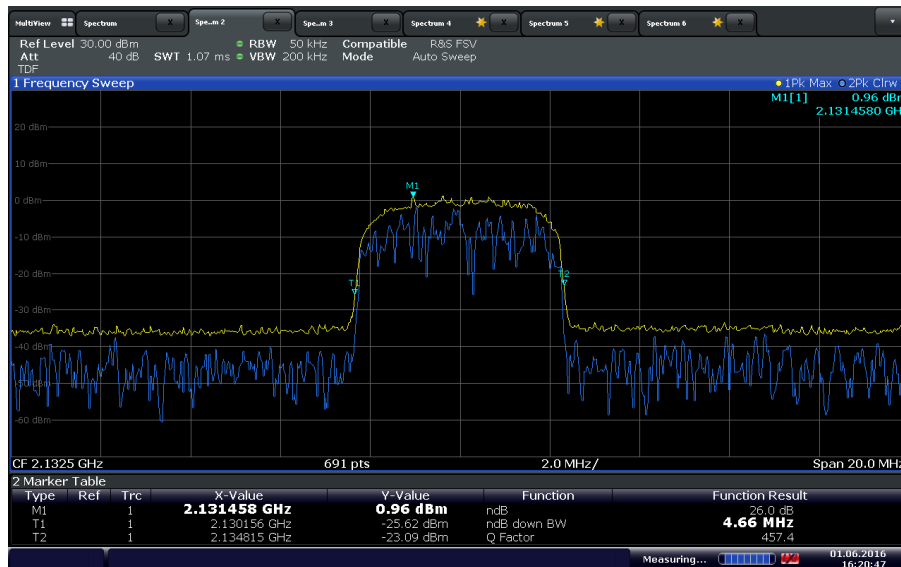 MultiView Spectrum X Spe...m 2 X Spe...m 3 X Spectrum 4 X Spectrum 5 X Spectrum 6 X
Ref Level 30.00 dBm RBW 50 kHz Compatible R&S FSV
Att 40 dB SWT 1.07 ms VBW 200 kHz Mode Auto Sweep
TDF
1 Frequency Sweep 1Pk Max 2Pk Clrw
M1[1] 0.96 dBm
2.1314580 GH
20 dBm
10 dBm
M1
0 dBm
-10 dBm
-20 dBm
T1 T2
-30 dBm
-40 dBm
-50 dBm
-60 dBm
CF 2.1325 GHz 691 pts 2.0 MHz/ Span 20.0 MHz
2 Marker Table
Type Ref Trc X-Value Y-Value Function Function Result
M1 1 2.131458 GHz 0.96 dBm ndB 26.0 dB
T1 1 2.130156 GHz -25.62 dBm ndB down BW 4.66 MHz
T2 1 2.134815 GHz -23.09 dBm Q Factor 457.4
Measuring... 01.06.2016
16:20:47